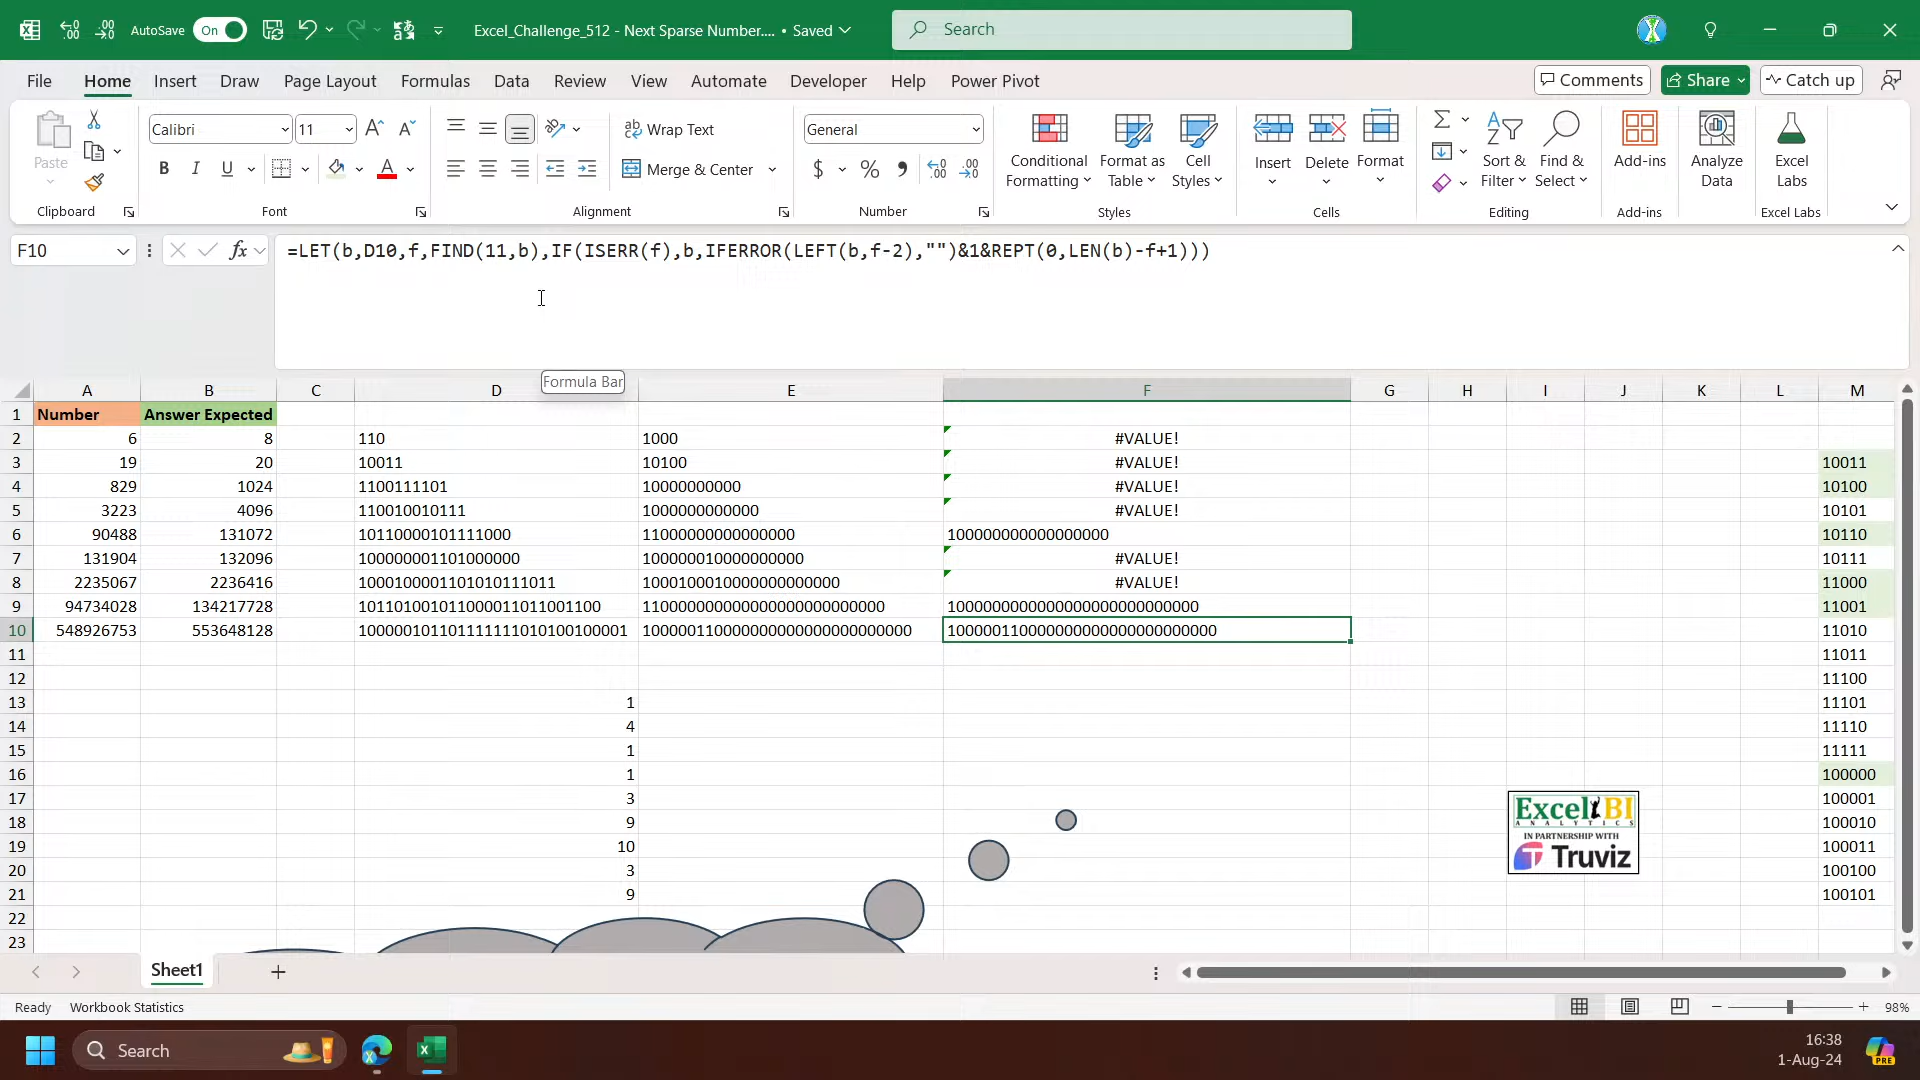 AutoSave On Excel_Challenge_512 - Next Sparse Number.... • Saved Search
File Home Insert Draw Page Layout Formulas Data Review View Automate Developer Help Power Pivot Comments Share Catch up
Paste Calibri 11 Wrap Text General Conditional Formatting Format as Table Cell Styles Insert Delete Format Sort & Filter Find & Select Add-ins Analyze Data Excel Labs
B I U Merge & Center $ %
Clipboard Font Alignment Number Styles Cells Editing Add-ins Excel Labs
F10 fx =LET(b,D10,f,FIND(11,b),IF(ISERR(f),b,IFERROR(LEFT(b,f-2),"")&1&REPT(0,LEN(b)-f+1)))
Formula Bar
A B C D E F G H I J K L M
1 Number Answer Expected
2 6 8 110 1000 #VALUE!
3 19 20 10011 10100 #VALUE! 10011
4 829 1024 1100111101 10000000000 #VALUE! 10100
5 3223 4096 110010010111 1000000000000 #VALUE! 10101
6 90488 131072 10110000101111000 11000000000000000 100000000000000000 10110
7 131904 132096 100000001101000000 100000010000000000 #VALUE! 10111
8 2235067 2236416 1000100001101010111011 1000100010000000000000 #VALUE! 11000
9 94734028 134217728 101101001011000011011001100 110000000000000000000000000 1000000000000000000000000000 11001
10 548926753 553648128 100000101101111111010100100001 100000110000000000000000000000 100000110000000000000000000000 11010
11 11011
12 11100
13 1 11101
14 4 11110
15 1 11111
16 1 100000
17 3 100001
18 9 100010
19 10 100011
20 3 100100
21 9 100101
22
23
Excel BI
ANALYTICS
IN PARTNERSHIP WITH
Truviz
Sheet1
Ready Workbook Statistics 98%
Search
16:38
1-Aug-24
PRE